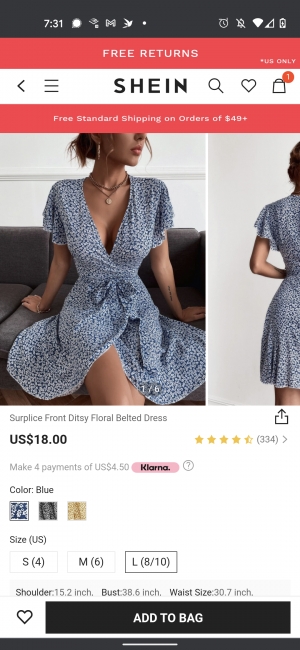 7:31
FREE RETURNS
*US ONLY
SHEIN
1
Free Standard Shipping on Orders of $49+
1 / 6
Surplice Front Ditsy Floral Belted Dress
US$18.00
(334)
Make 4 payments of US$4.50 Klarna. ?
Color: Blue
Size (US)
S (4) M (6) L (8/10)
Shoulder:15.2 inch, Bust:38.6 inch, Waist Size:30.7 inch,
ADD TO BAG